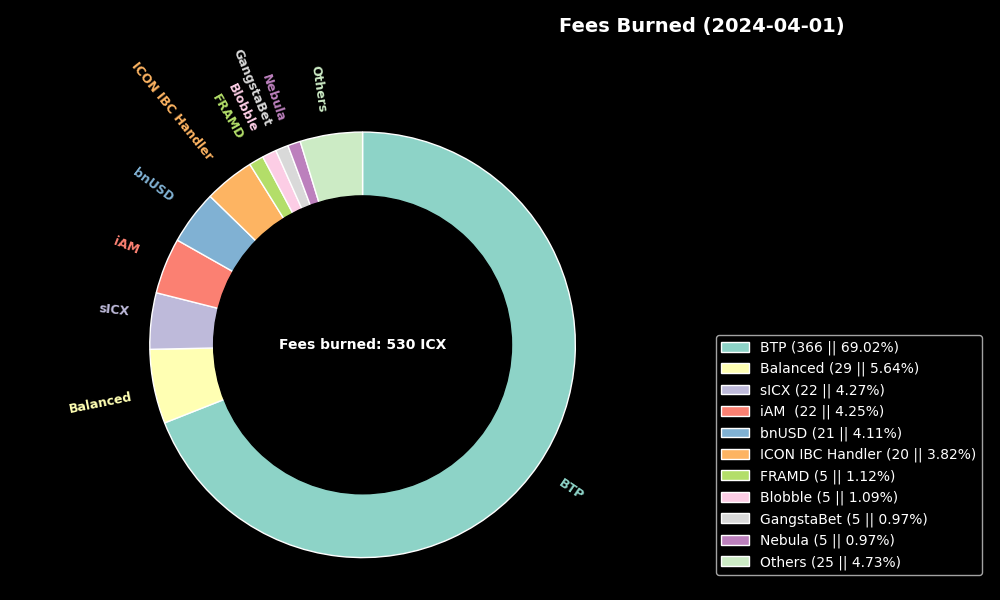 Fees Burned (2024-04-01)
Others
Nebula
GangstaBet
Blobble
FRAMD
ICON IBC Handler
bnUSD
iAM
sICX
Balanced
BTP
Fees burned: 530 ICX
BTP (366 || 69.02%)
Balanced (29 || 5.64%)
sICX (22 || 4.27%)
iAM  (22 || 4.25%)
bnUSD (21 || 4.11%)
ICON IBC Handler (20 || 3.82%)
FRAMD (5 || 1.12%)
Blobble (5 || 1.09%)
GangstaBet (5 || 0.97%)
Nebula (5 || 0.97%)
Others (25 || 4.73%)